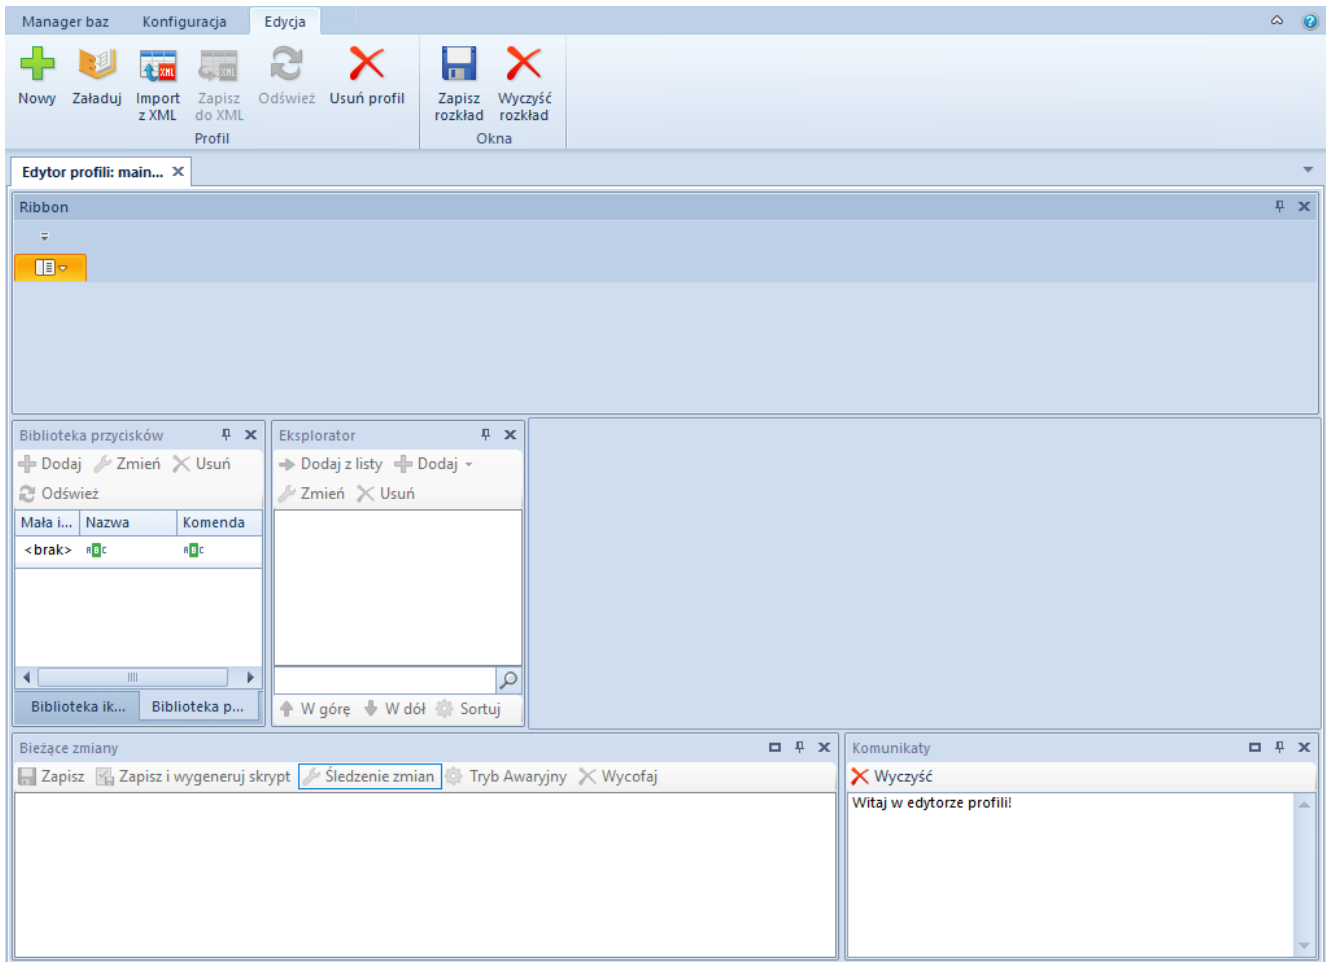 Manager baz Konfiguracja Edycja
Nowy Załaduj Import z XML Zapisz do XML Odśwież Usuń profil Zapisz rozkład Wyczyść rozkład
Profil Okna
Edytor profili: main...
Ribbon
Biblioteka przycisków
Dodaj Zmień Usuń
Odśwież
Mała i... Nazwa Komenda
<brak> ABC ABC
Biblioteka ik... Biblioteka p...
Eksplorator
Dodaj z listy Dodaj
Zmień Usuń
W górę W dół Sortuj
Bieżące zmiany
Zapisz Zapisz i wygeneruj skrypt Śledzenie zmian Tryb Awaryjny Wycofaj
Komunikaty
Wyczyść
Witaj w edytorze profili!